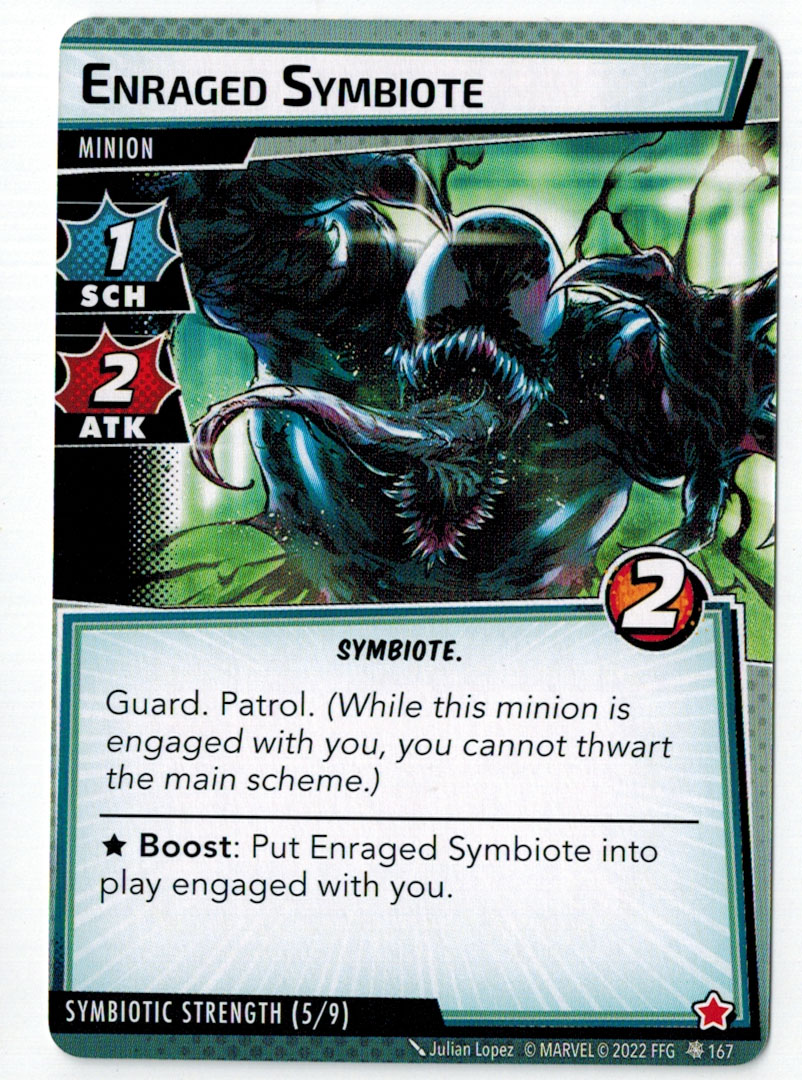 ENRAGED SYMBIOTE
MINION
1
SCH
2
ATK
2
SYMBIOTE.
Guard. Patrol. (While this minion is
engaged with you, you cannot thwart
the main scheme.)
★ Boost: Put Enraged Symbiote into
play engaged with you.
SYMBIOTIC STRENGTH (5/9)
Julian Lopez © MARVEL © 2022 FFG 167